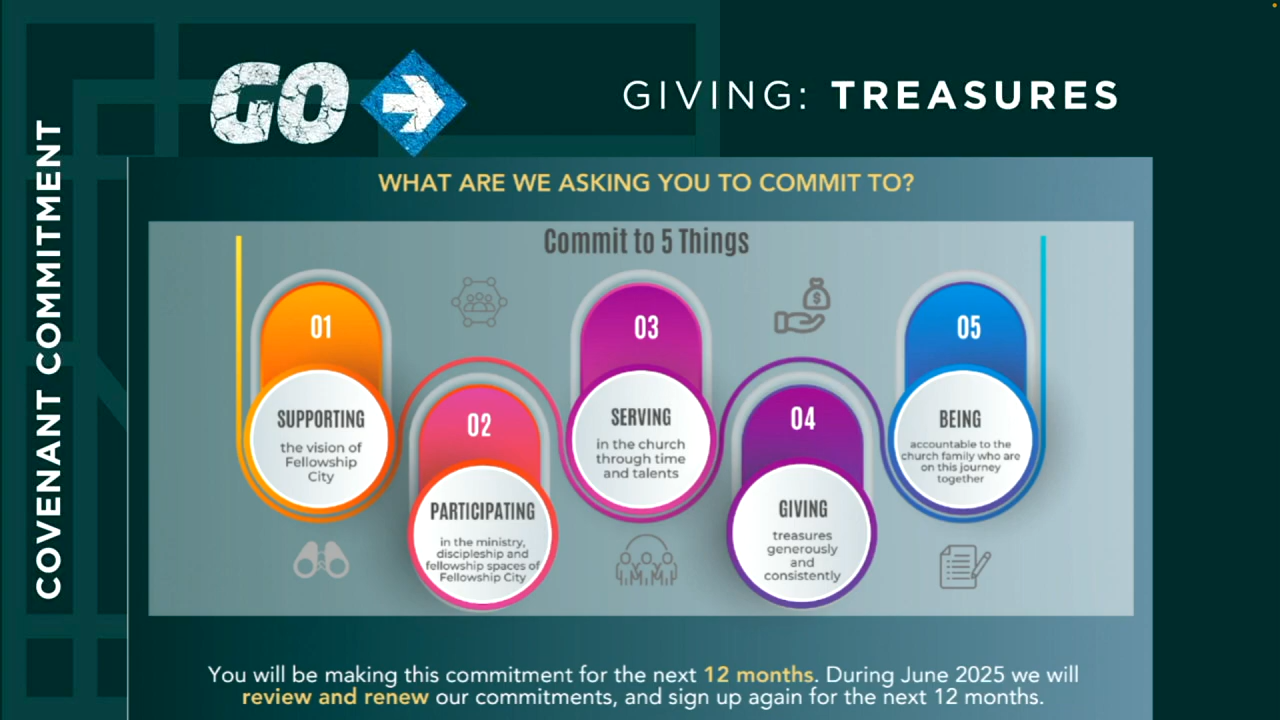 COVENANT COMMITMENT
GO
GIVING: TREASURES
WHAT ARE WE ASKING YOU TO COMMIT TO?
Commit to 5 Things
01
SUPPORTING
the vision of
Fellowship
City
02
PARTICIPATING
in the ministry,
discipleship and
fellowship spaces of
Fellowship City
03
SERVING
in the church
through time
and talents
$
04
GIVING
treasures
generously
and
consistently
05
BEING
accountable to the
church family who are
on this journey
together
You will be making this commitment for the next 12 months. During June 2025 we will
review and renew our commitments, and sign up again for the next 12 months.